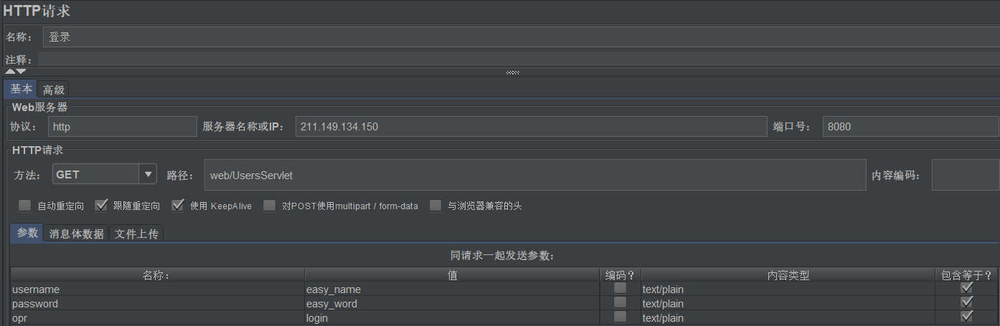 HTTP请求
名称： 登录
注释：
基本 高级
Web服务器
协议： http 服务器名称或IP： 211.149.134.150 端口号： 8080
HTTP请求
方法： GET 路径： web/UsersServlet 内容编码：
自动重定向 跟随重定向 使用 KeepAlive 对POST使用multipart / form-data 与浏览器兼容的头
参数 消息体数据 文件上传
同请求一起发送参数：
名称： 值 编码？ 内容类型 包含等于？
username easy_name text/plain
password easy_word text/plain
opr login text/plain